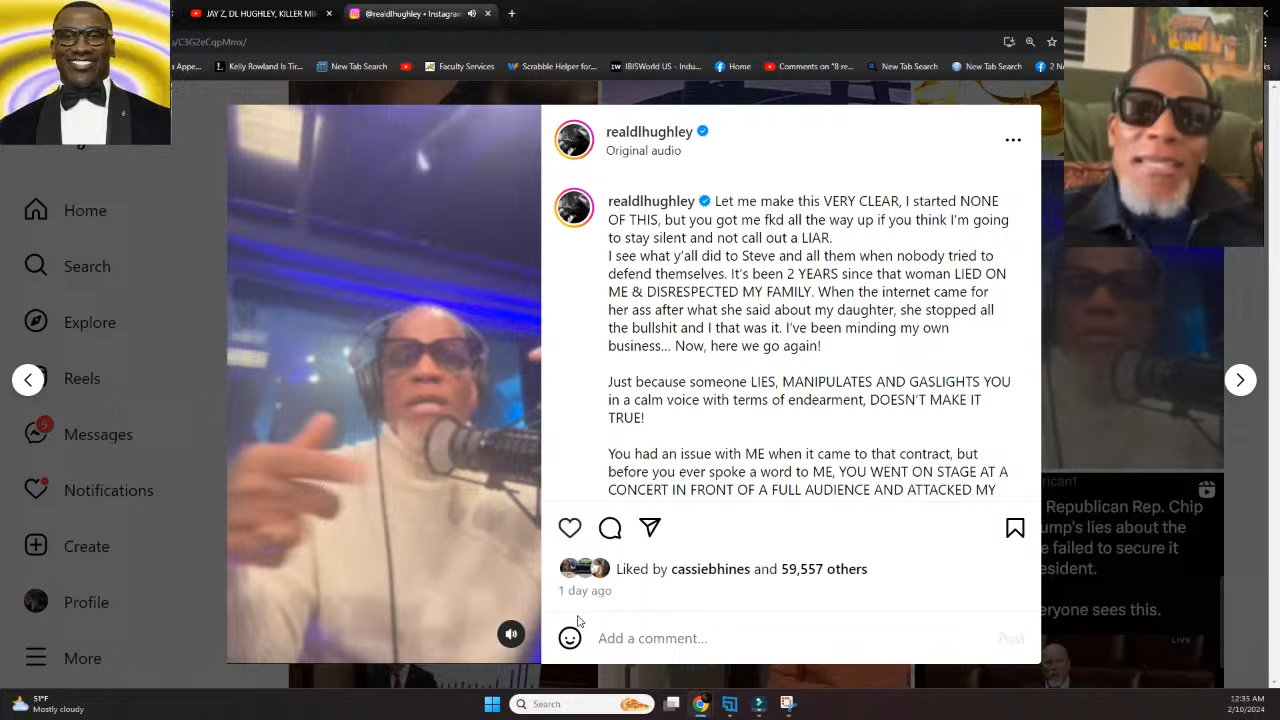 JAY Z, DL HUGHLEY, KILLER MI
@realdlhughley • Instagram
p/C3G2eCqpMmx/
Appe...
Kelly Rowland is Tir...
New Tab Search
Faculty Services
Scrabble Helper for...
IBISWorld US - Indu...
Home
Comments on "8 re...
New Tab Search
New Tab Search
2 N
Home
Search
Explore
Reels
9
Messages
Notifications
Create
Profile
More
realdlhughley
Original audio
realdlhughley Let me make this VERY CLEAR, I started NONE
OF THIS, but you got me fkd all the way up if you think I'm going
to stay silent and not call out a LIAR.
I see what y'all did to Steve and all them when nobody tried to
defend themselves. It's been 2 YEARS since that woman LIED ON
ME & DISRESPECTED MY FAMILY. When the internet came for
her ass after what she said about my daughter, she stopped all
the bullshit and I that was it. I've been minding my own
business... Now, here we go again!
Just because someone LIES, MANIPULATES AND GASLIGHTS YOU
in a calm voice with terms of endearment, DOESN'T MAKE IT
TRUE!
You had an issue with ME when it came to that contract, but
before you ever spoke a word to ME, YOU WENT ON STAGE AT A
CONCERT IN FRONT OF A FULL AUDIENCE AND ATTACKED MY
Liked by cassiebhines and 59,557 others
1 day ago
Add a comment...
Post
rican1
Republican Rep. Chip
ump's lies about the
e failed to secure it
esident.
eryone sees this.
LIVE
51°F
Mostly cloudy
Search
12:35 AM
2/10/2024